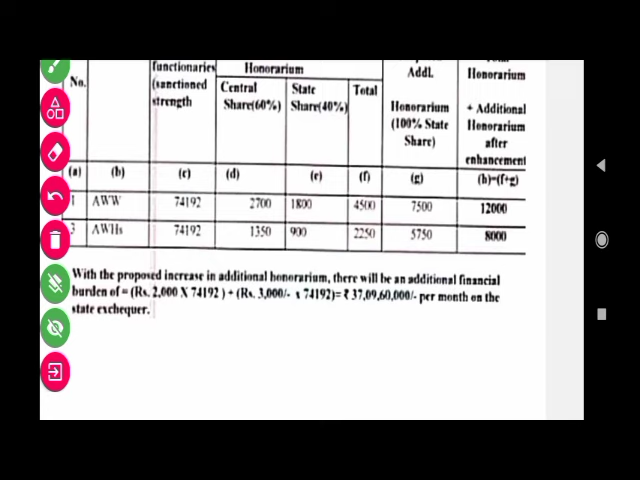 functionaries Honorarium
No. (sanctioned Addl. Honorarium
strength Central State Total
Share(60%) Share(40%) Honorarium + Additional
(100% State Honorarium
Share) after
enhancement
(a) (b) (c) (d) (e) (f) (g) (h)=(f+g)
1 AWW 74192 2700 1800 4500 7500 12000
3 AWHs 74192 1350 900 2250 5750 8000
With the proposed increase in additional honorarium, there will be an additional financial
burden of = (Rs. 2,000 X 74192 ) + (Rs. 3,000/- x 74192)= ₹ 37,09,60,000/- per month on the
state exchequer.